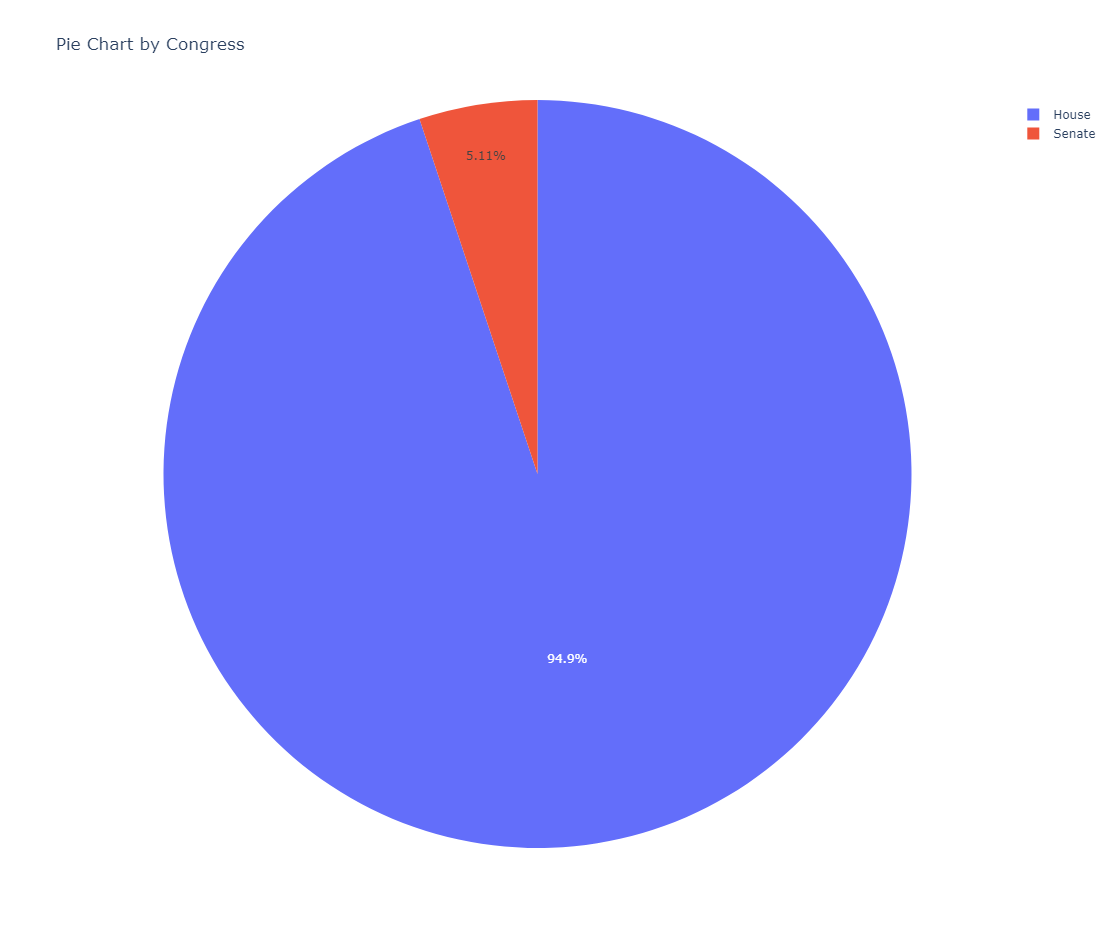 Pie Chart by Congress
House
Senate
5.11%
94.9%